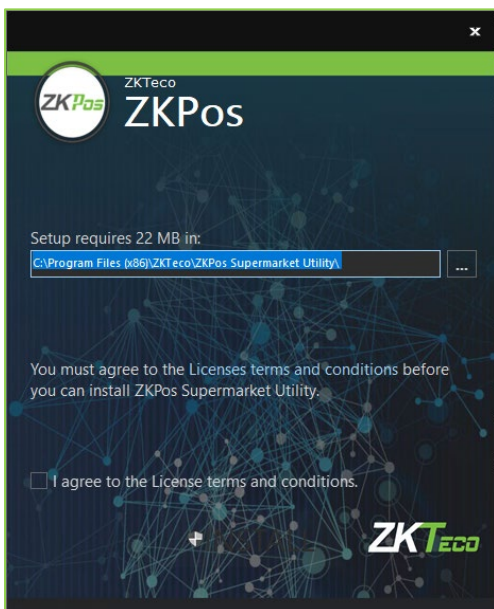 x
ZKPos
ZKTeco
ZKPos
Setup requires 22 MB in:
C:\Program Files (x86)\ZKTeco\ZKPos Supermarket Utility\
...
You must agree to the Licenses terms and conditions before
you can install ZKPos Supermarket Utility.
I agree to the License terms and conditions.
ZKTECO